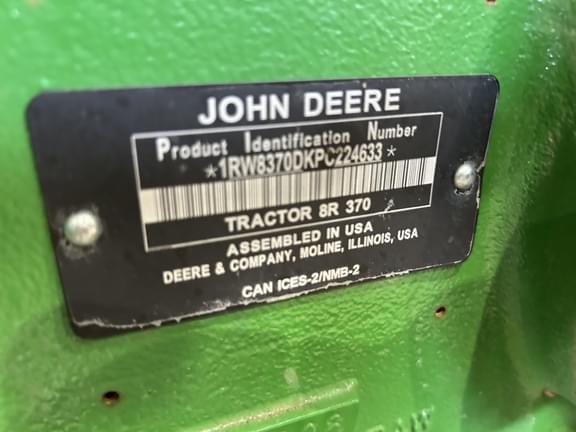 JOHN DEERE
Product Identification Number
*1RW8370DKPC224633*
TRACTOR 8R 370
ASSEMBLED IN USA
DEERE & COMPANY, MOLINE, ILLINOIS, USA
CAN ICES-2/NMB-2